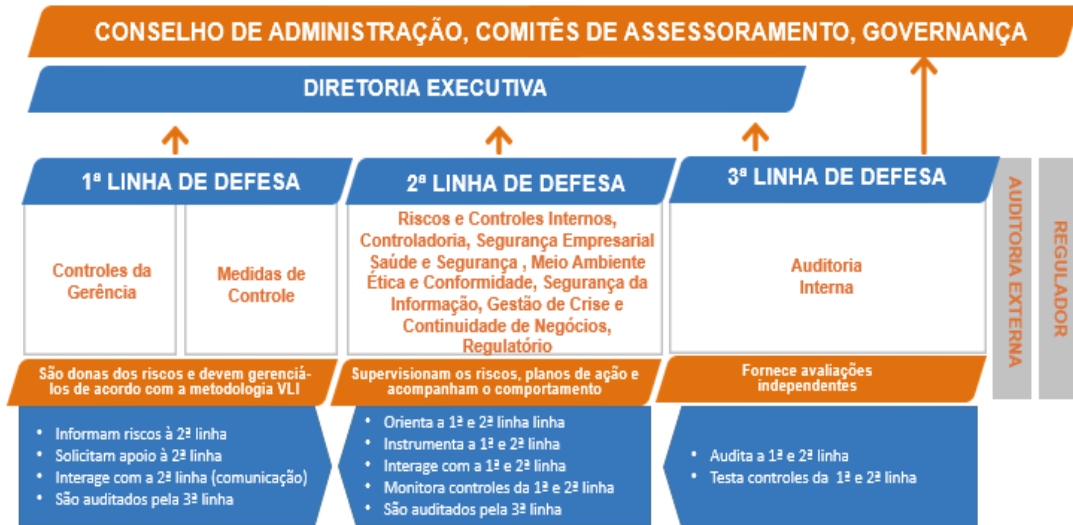 CONSELHO DE ADMINISTRAÇÃO, COMITÊS DE ASSESSORAMENTO, GOVERNANÇA
DIRETORIA EXECUTIVA
1ª LINHA DE DEFESA
Controles da
Gerência
Medidas de
Controle
São donas dos riscos e devem gerenciá-
los de acordo com a metodologia VLI
• Informam riscos à 2ª linha
• Solicitam apoio à 2ª linha
• Interage com a 2ª linha (comunicação)
• São auditados pela 3ª linha
2ª LINHA DE DEFESA
Riscos e Controles Internos,
Controladoria, Segurança Empresarial
Saúde e Segurança , Meio Ambiente
Ética e Conformidade, Segurança da
Informação, Gestão de Crise e
Continuidade de Negócios,
Regulatório
Supervisionam os riscos, planos de ação e
acompanham o comportamento
• Orienta a 1ª e 2ª linha linha
• Instrumenta a 1ª e 2ª linha
• Interage com a 1ª e 2ª linha
• Monitora controles da 1ª e 2ª linha
• São auditados pela 3ª linha
3ª LINHA DE DEFESA
Auditoria
Interna
Fornece avaliações
independentes
• Audita a 1ª e 2ª linha
• Testa controles da 1ª e 2ª linha
AUDITORIA EXTERNA
REGULADOR